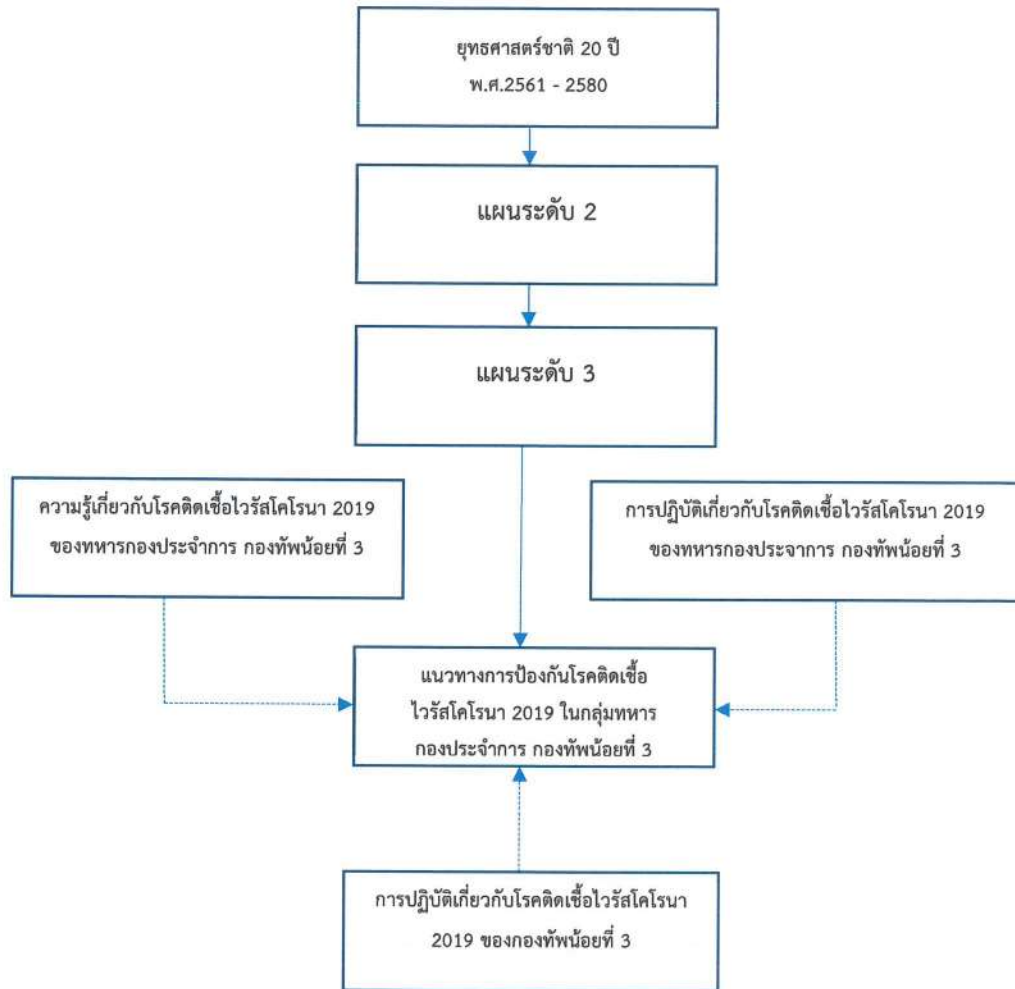 ยุทธศาสตร์ชาติ 20 ปี
พ.ศ.2561 - 2580
แผนระดับ 2
แผนระดับ 3
ความรู้เกี่ยวกับโรคติดเชื้อไวรัสโคโรนา 2019
ของทหารกองประจำการ กองทัพน้อยที่ 3
การปฏิบัติเกี่ยวกับโรคติดเชื้อไวรัสโคโรนา 2019
ของทหารกองประจาการ กองทัพน้อยที่ 3
แนวทางการป้องกันโรคติดเชื้อ
ไวรัสโคโรนา 2019 ในกลุ่มทหาร
กองประจำการ กองทัพน้อยที่ 3
การปฏิบัติเกี่ยวกับโรคติดเชื้อไวรัสโคโรนา
2019 ของกองทัพน้อยที่ 3